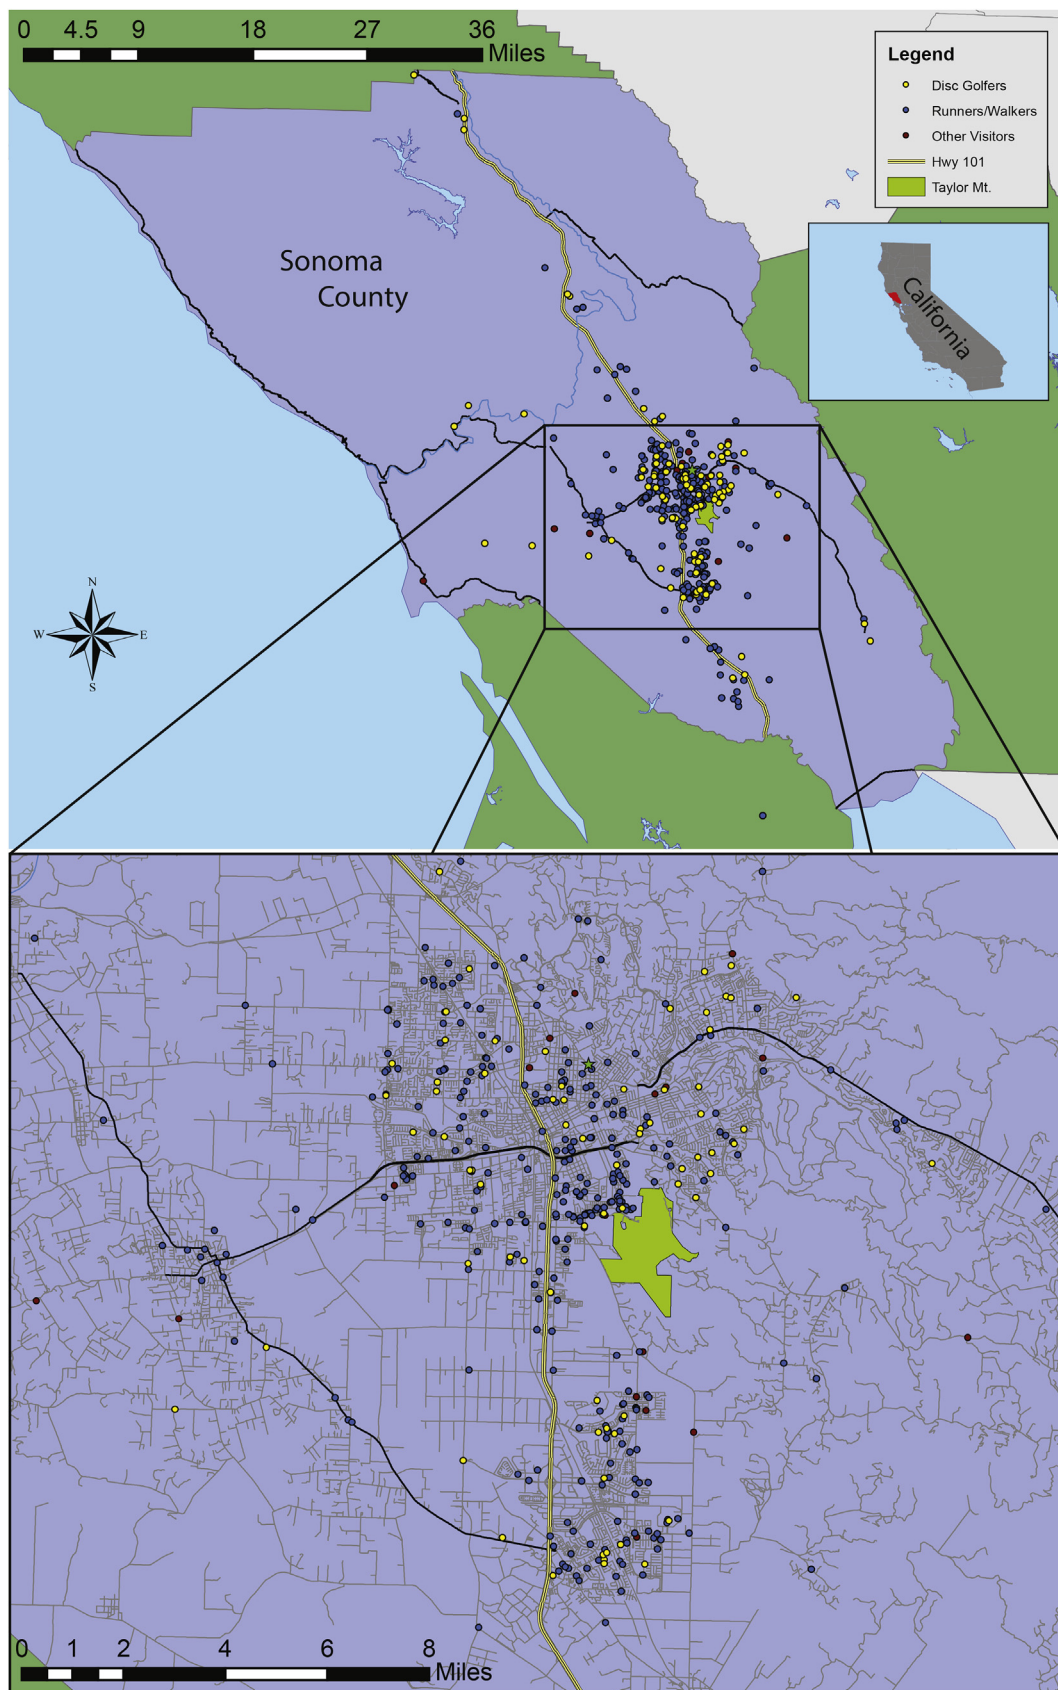 0 4.5 9 18 27 36
Miles
Legend
Disc Golfers
Runners/Walkers
Other Visitors
Hwy 101
Taylor Mt.
Sonoma
County
California
N
W E
S
0 1 2 4 6 8
Miles